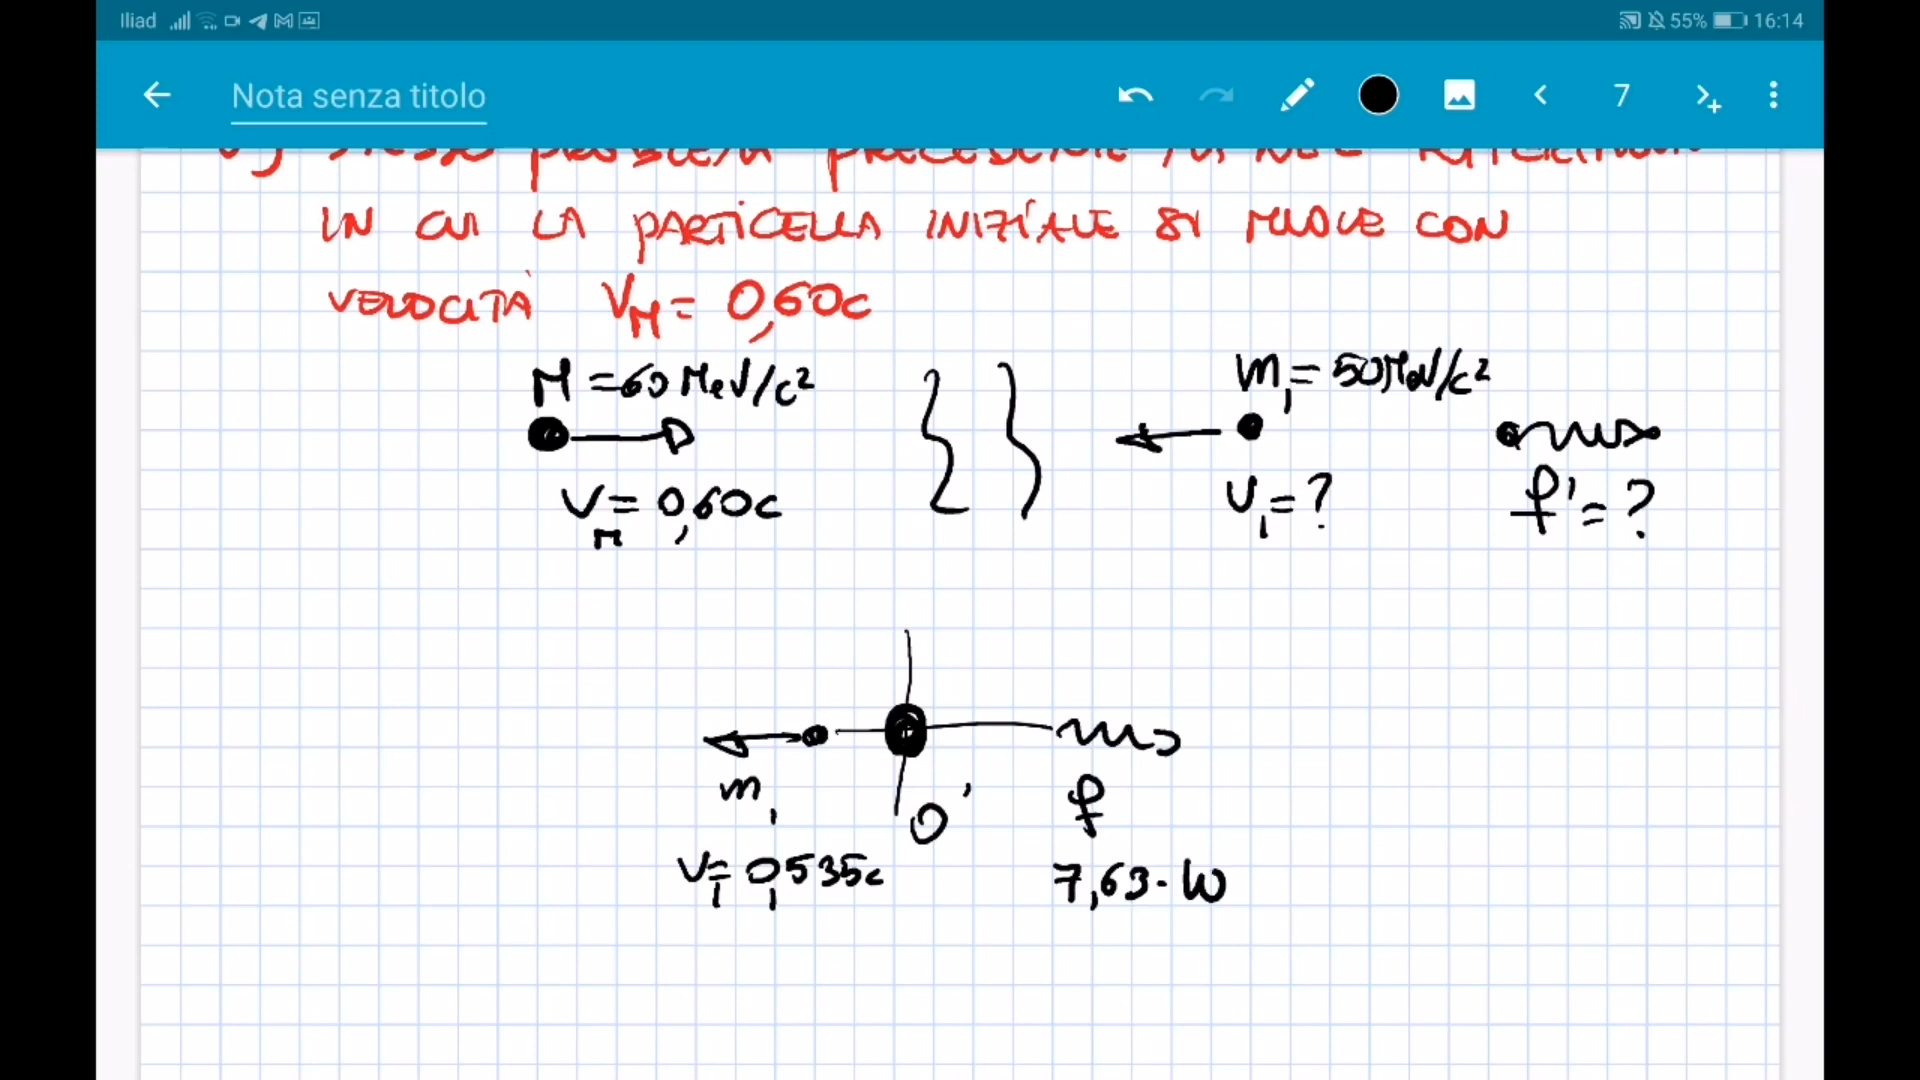 Iliad 55% 16:14
Nota senza titolo 7
PROBLEMA PRECEDENTE
IN CUI LA PARTICELLA INIZIALE SI MUOVE CON
VELOCITÀ V_M = 0,60c
M = 60 MeV/c² m₁ = 50 MeV/c²
V_M = 0,60c V₁ = ? f' = ?
m₁ O' f
V₁ = 0,535c 7,63 · 10